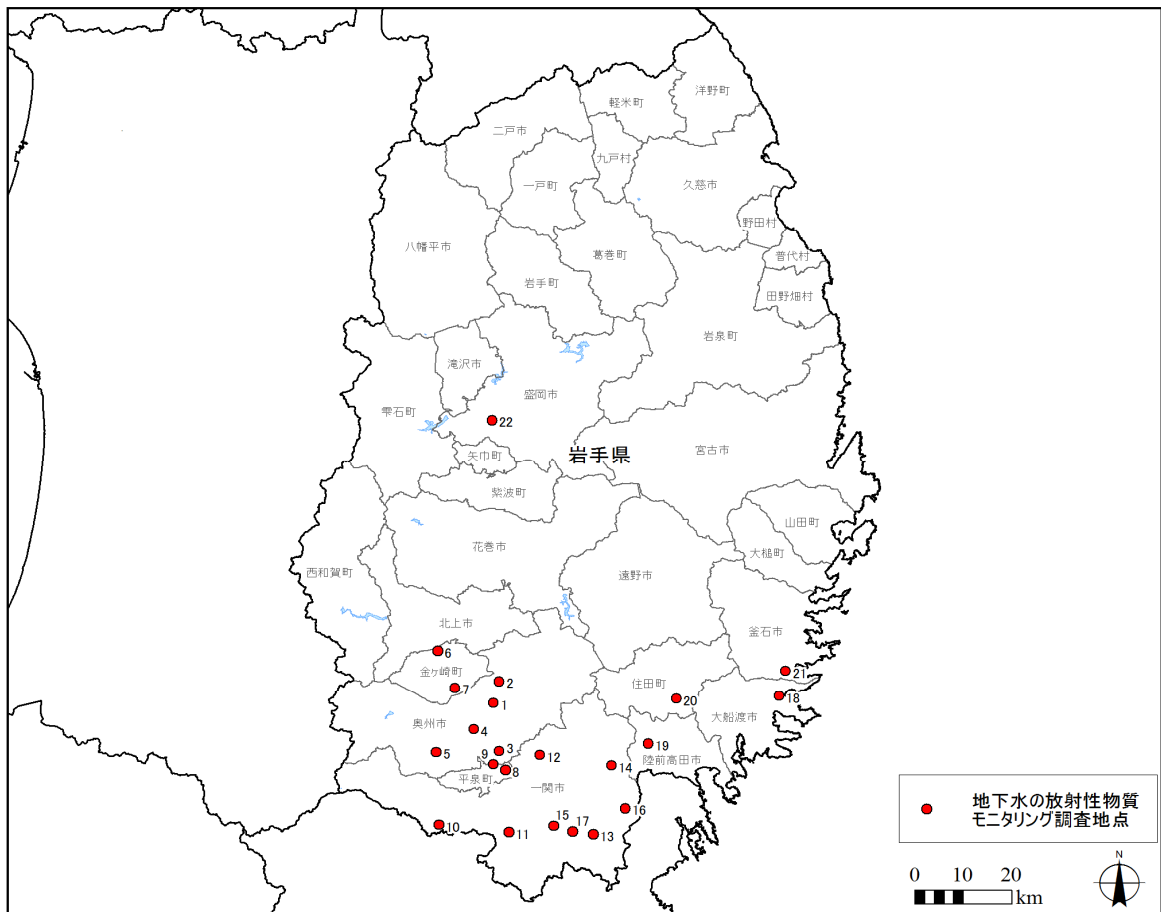 洋野町
軽米町
二戸市
九戸村
一戸町
久慈市
野田村
八幡平市
葛巻町
普代村
岩手町
田野畑村
岩泉町
滝沢市
盛岡市
雫石町
22
岩手県
宮古市
矢巾町
紫波町
山田町
花巻市
大槌町
西和賀町
遠野市
北上市
釜石市
6
金ヶ崎町
21
2
7
住田町
18
20
1
大船渡市
奥州市
4
19
3
5
12
陸前高田市
9
14
8
平泉町
一関市
地下水の放射性物質
モニタリング調査地点
16
10
15
17
11
13
N
0 10 20
km